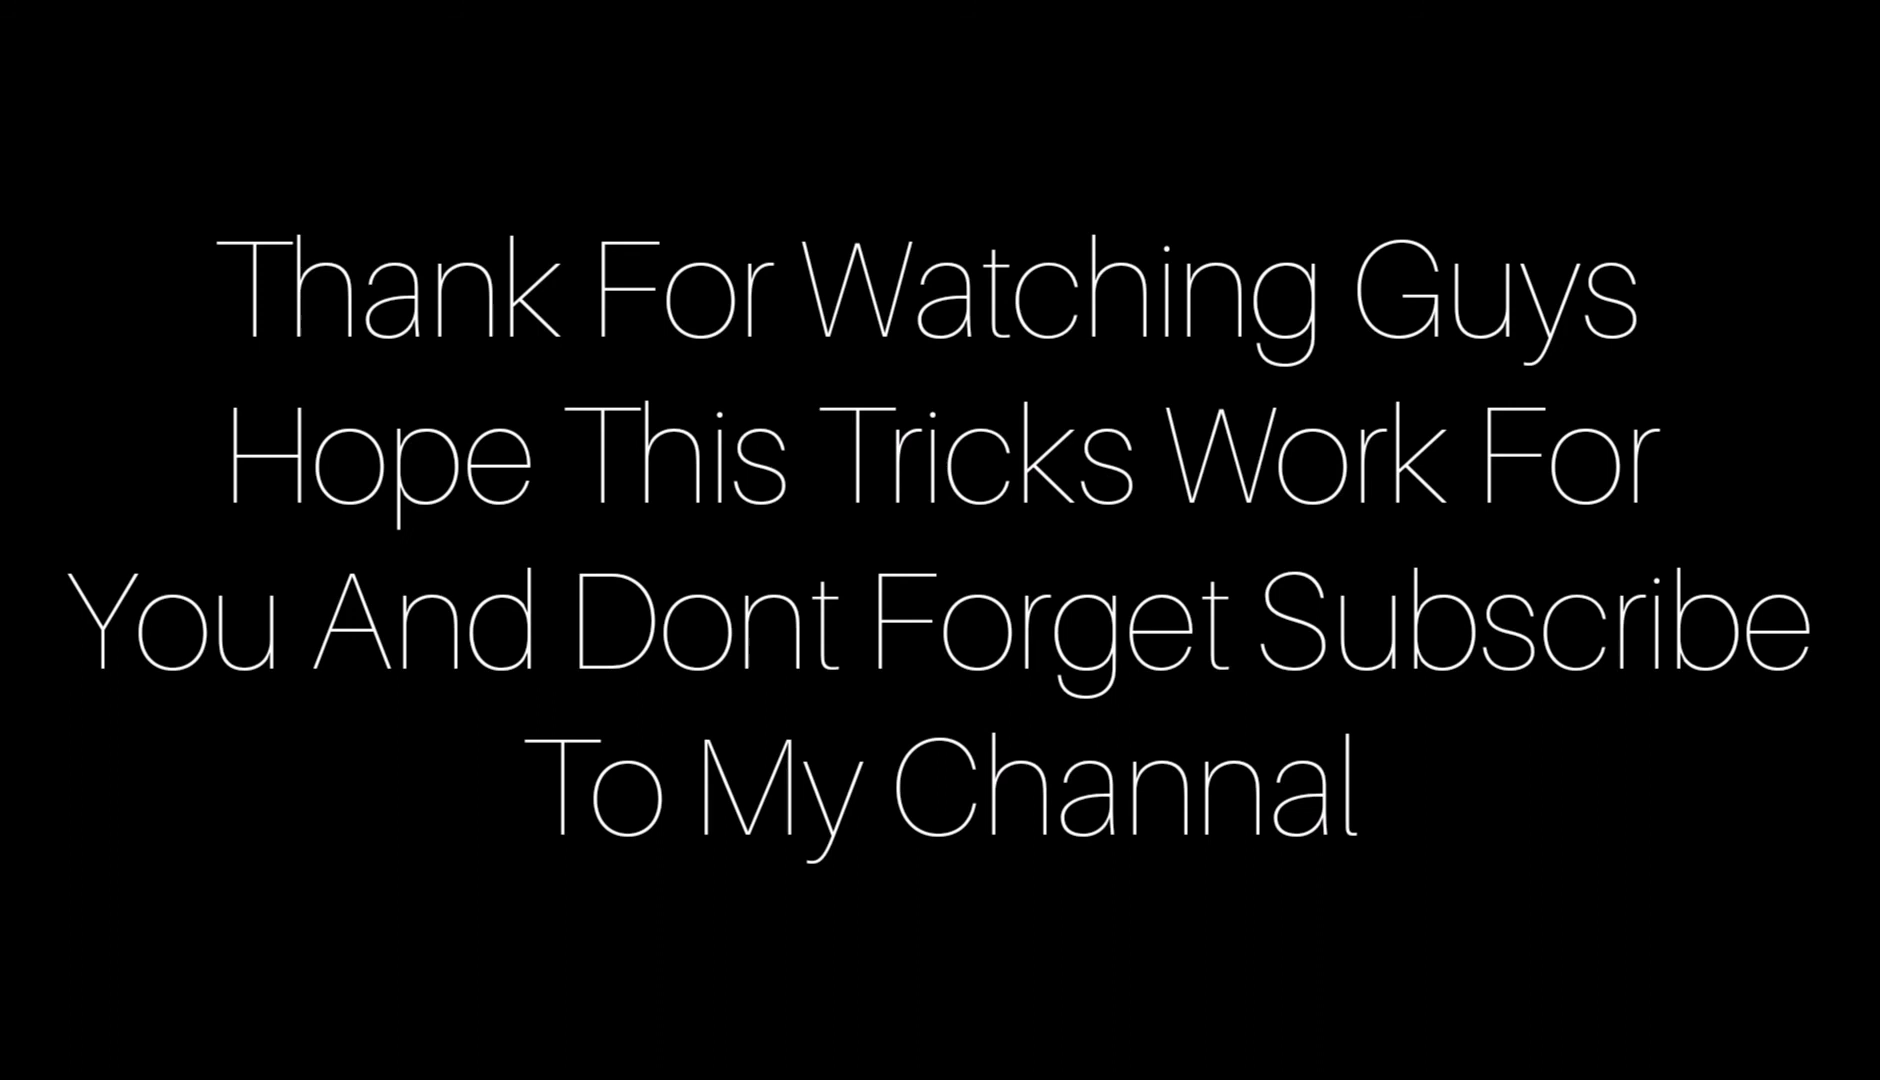 Thank For Watching Guys
Hope This Tricks Work For
You And Dont Forget Subscribe
To My Channal